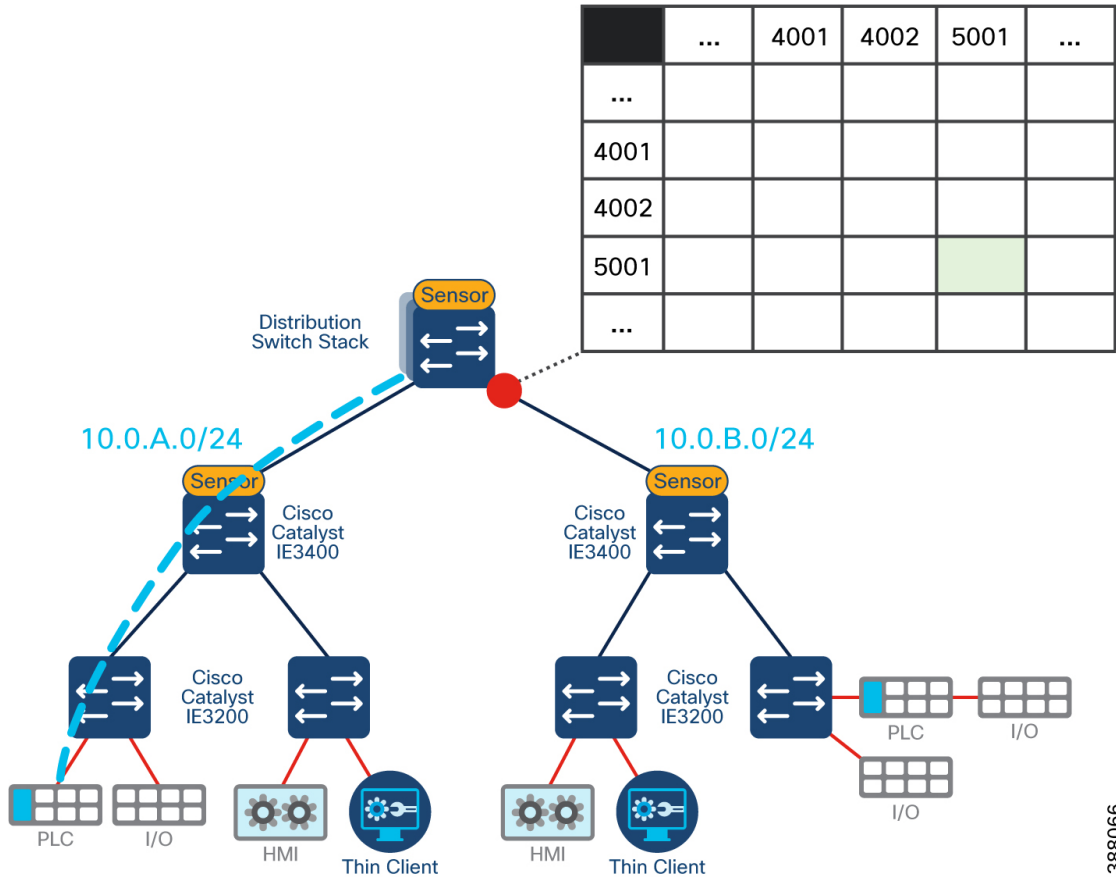 ... 4001 4002 5001 ...
...
4001
4002
5001
...
Sensor
Distribution
Switch Stack
10.0.A.0/24
10.0.B.0/24
Sensor
Sensor
Cisco
Catalyst
IE3400
Cisco
Catalyst
IE3400
Cisco
Catalyst
IE3200
Cisco
Catalyst
IE3200
PLC
I/O
I/O
PLC
I/O
HMI
Thin Client
HMI
Thin Client
388066